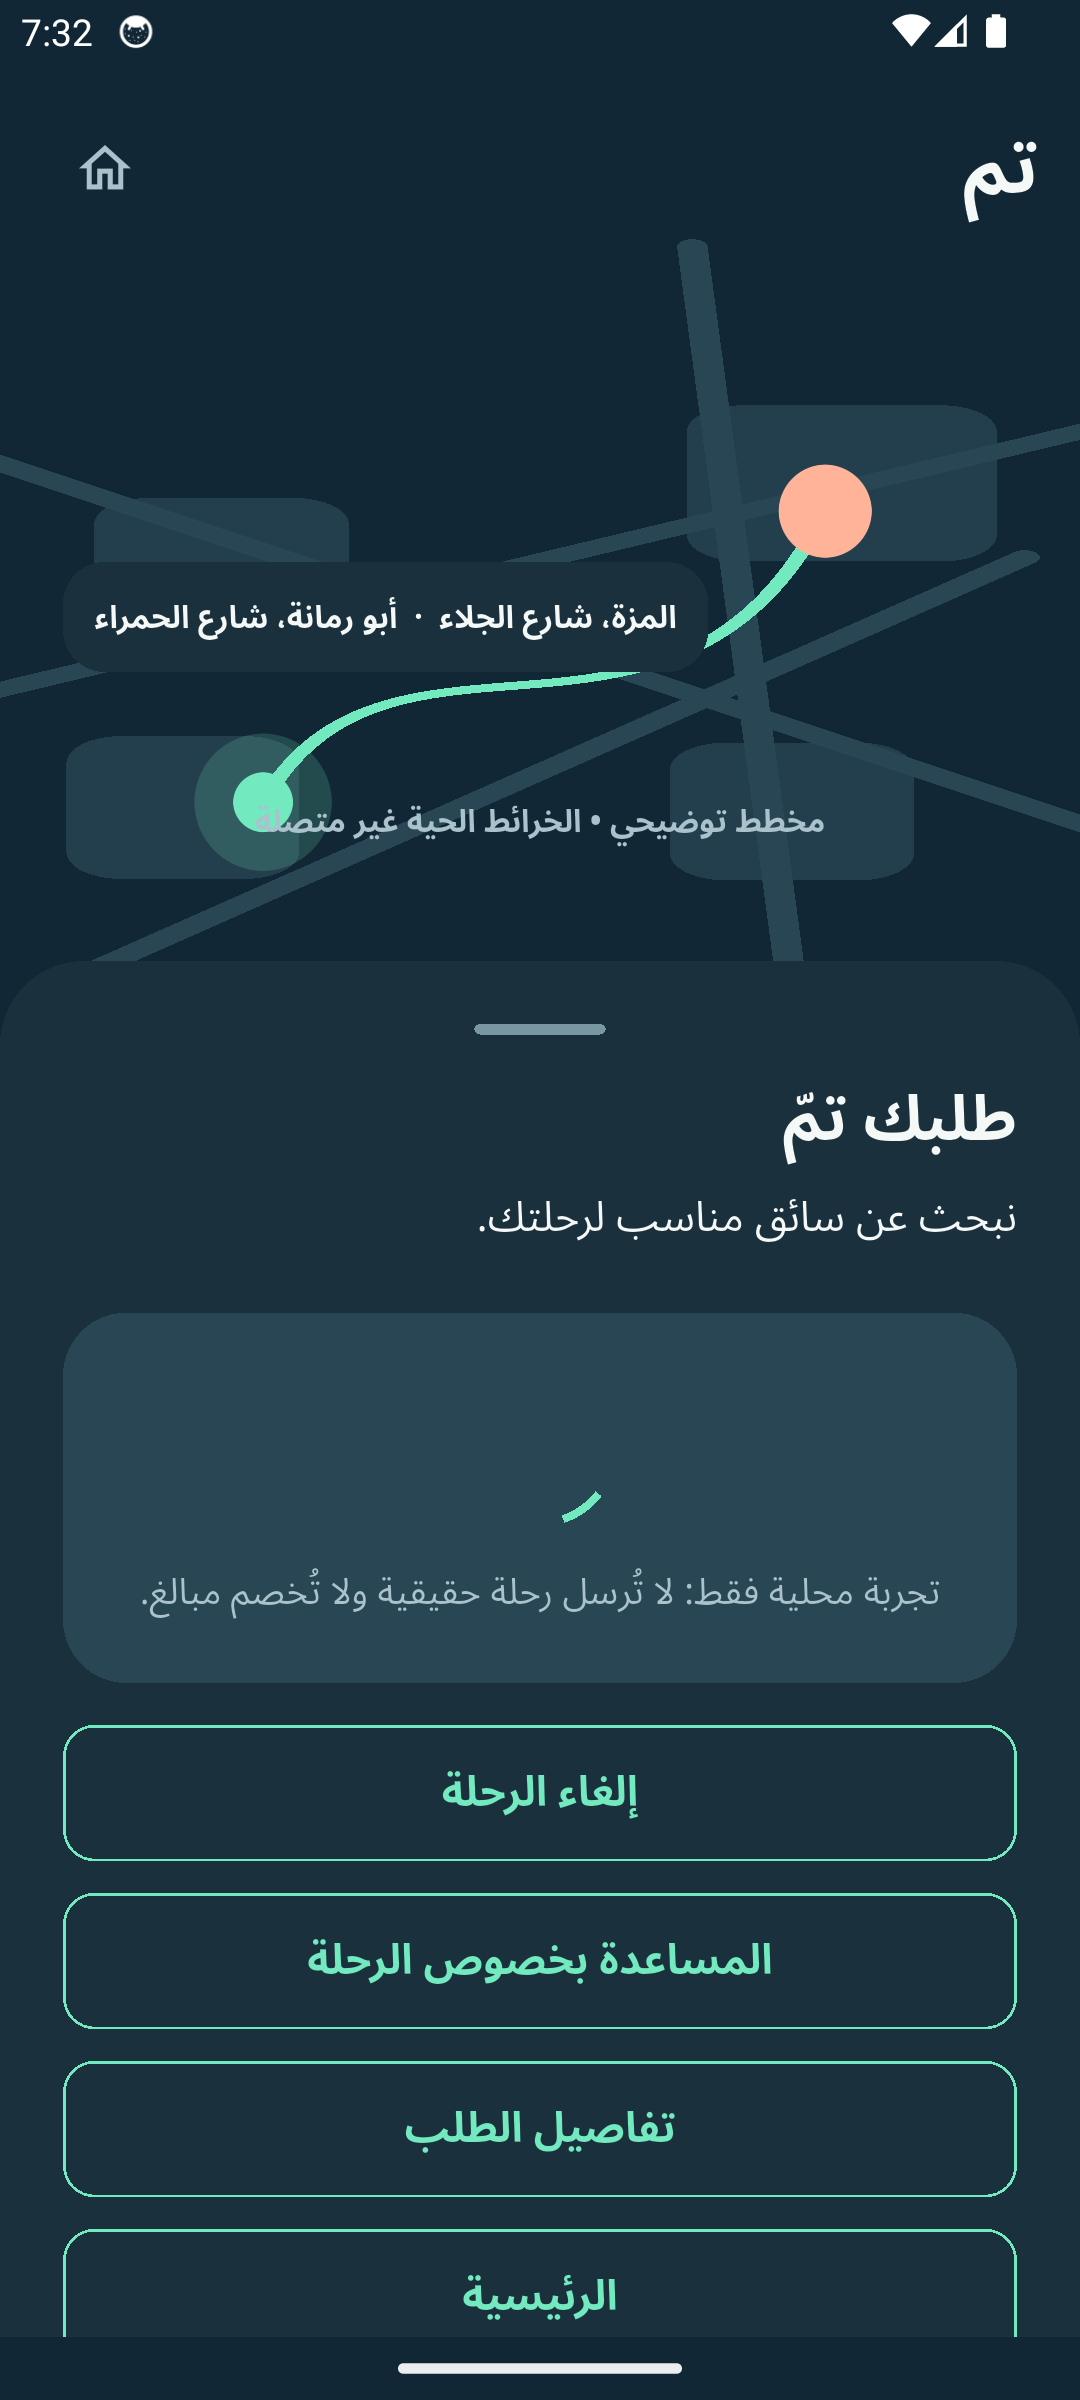 7:32
تم
المزة، شارع الجلاء · أبو رمانة، شارع الحمراء
مخطط توضيحي • الخرائط الحية غير متصلة
طلبك تمّ
نبحث عن سائق مناسب لرحلتك.
تجربة محلية فقط: لا تُرسل رحلة حقيقية ولا تُخصم مبالغ.
إلغاء الرحلة
المساعدة بخصوص الرحلة
تفاصيل الطلب
الرئيسية